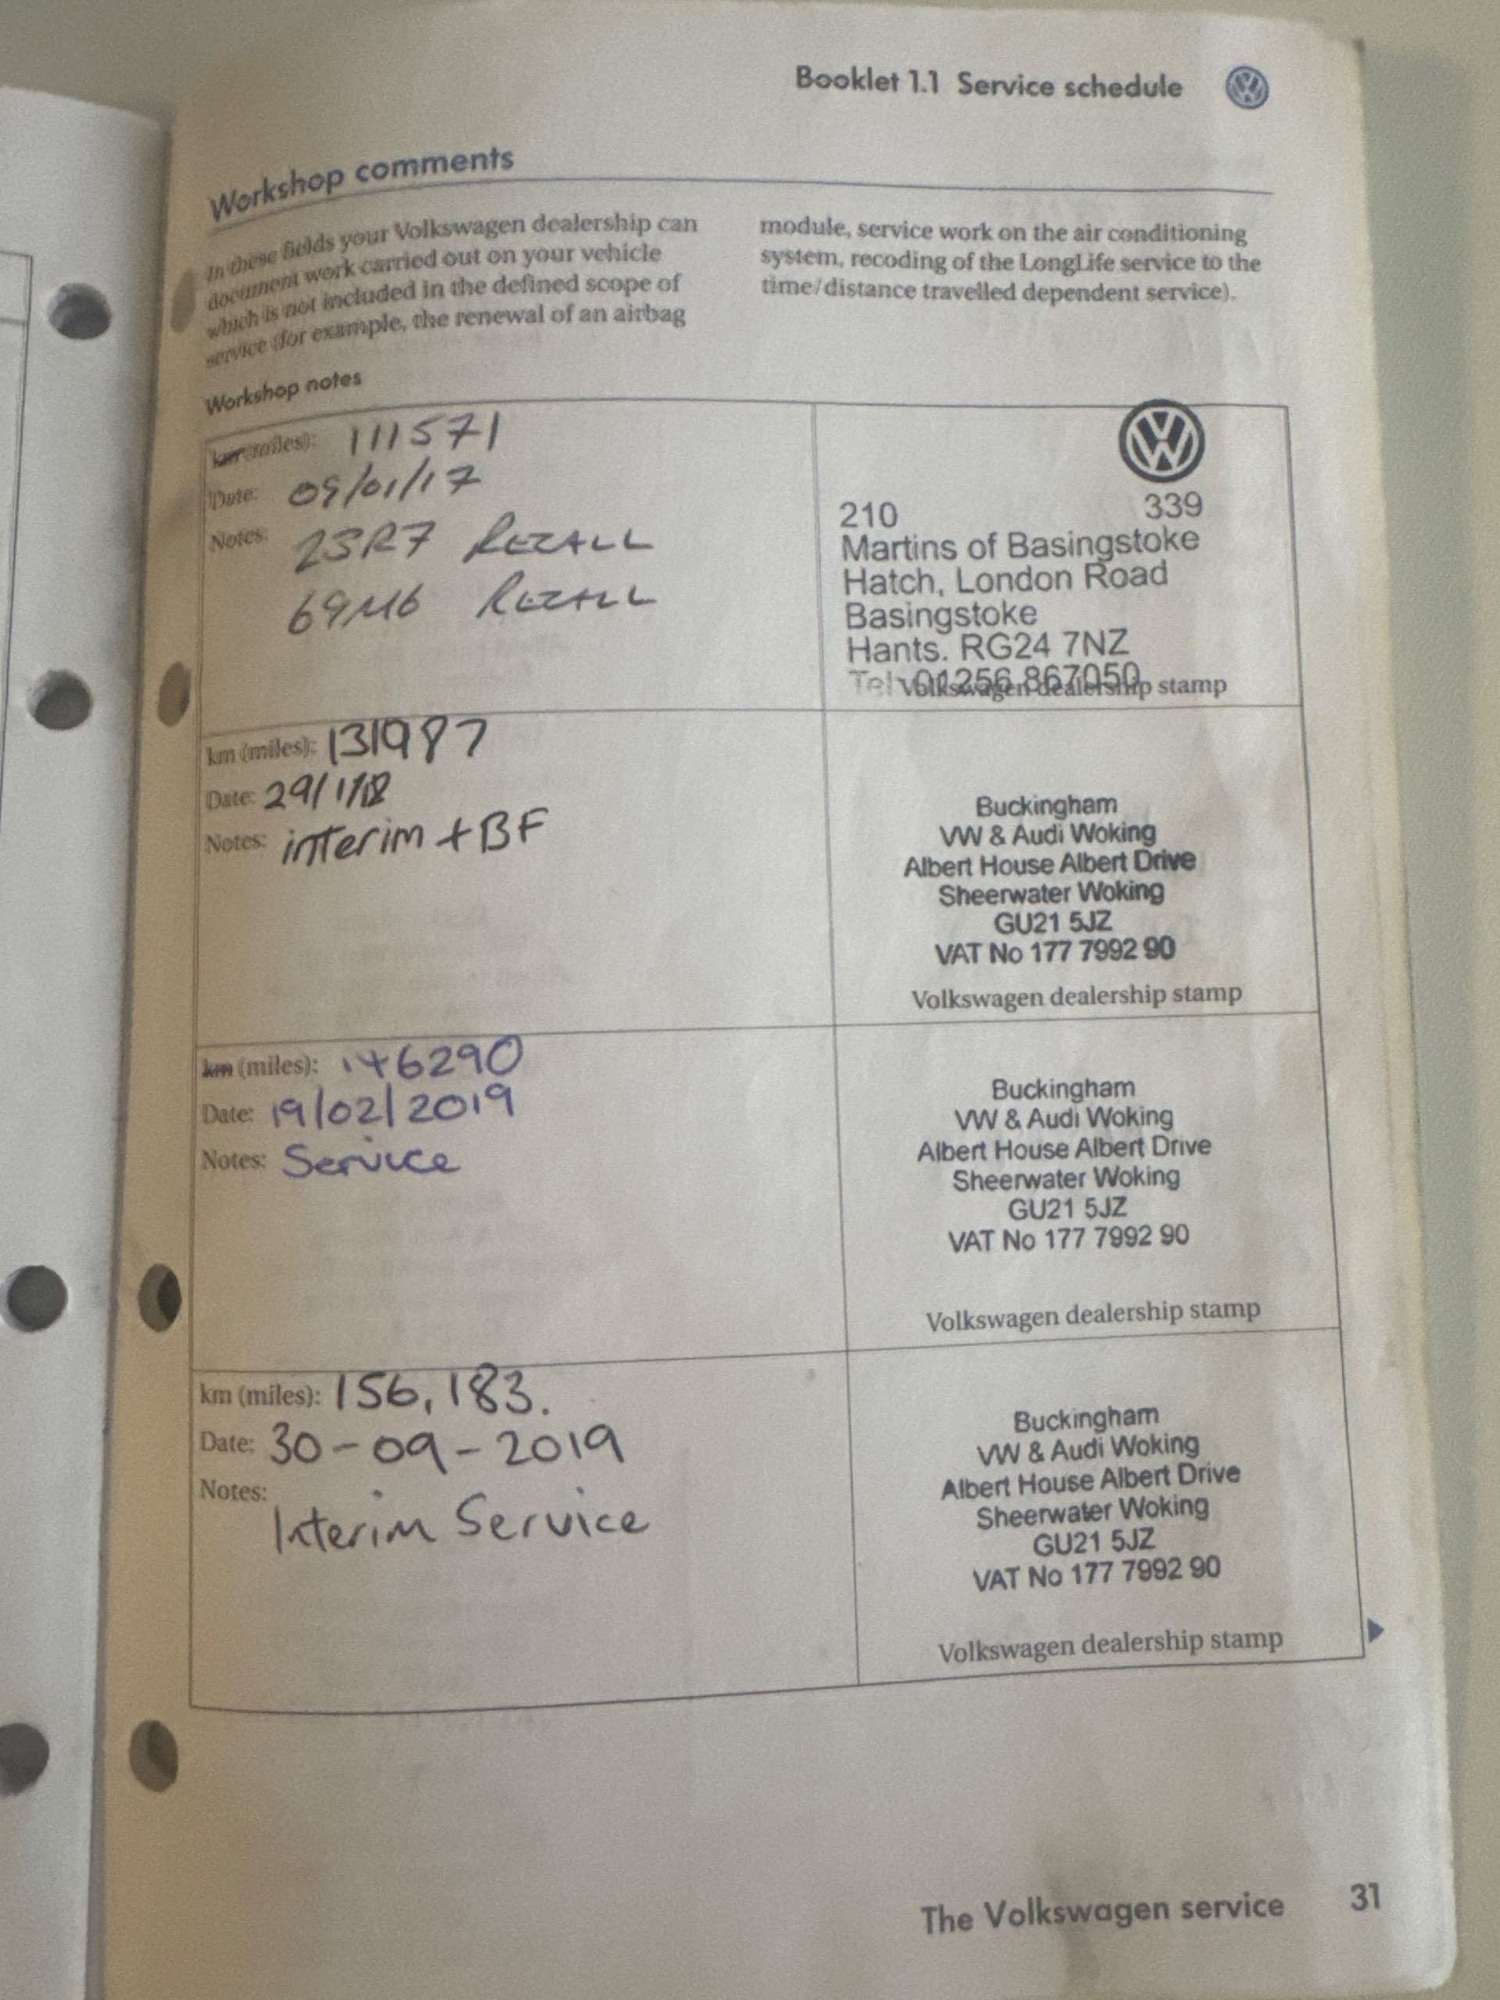 Booklet 1.1 Service schedule
Workshop comments
In these fields your Volkswagen dealership can
document work carried out on your vehicle
which is not included in the defined scope of
service (for example, the renewal of an airbag
module, service work on the air conditioning
system, recoding of the LongLife service to the
time/distance travelled dependent service).
Workshop notes
km (miles): 111571
Date: 09/01/17
Notes: 23R7 RECALL
69M6 RECALL
210 339
Martins of Basingstoke
Hatch, London Road
Basingstoke
Hants. RG24 7NZ
Tel: 01256 867050
Volkswagen dealership stamp
km (miles): 131987
Date: 29/1/18
Notes: interim + BF
Buckingham
VW & Audi Woking
Albert House Albert Drive
Sheerwater Woking
GU21 5JZ
VAT No 177 7992 90
Volkswagen dealership stamp
km (miles): 146290
Date: 19/02/2019
Notes: Service
Buckingham
VW & Audi Woking
Albert House Albert Drive
Sheerwater Woking
GU21 5JZ
VAT No 177 7992 90
Volkswagen dealership stamp
km (miles): 156,183.
Date: 30-09-2019
Notes:
Interim Service
Buckingham
VW & Audi Woking
Albert House Albert Drive
Sheerwater Woking
GU21 5JZ
VAT No 177 7992 90
Volkswagen dealership stamp
The Volkswagen service 31